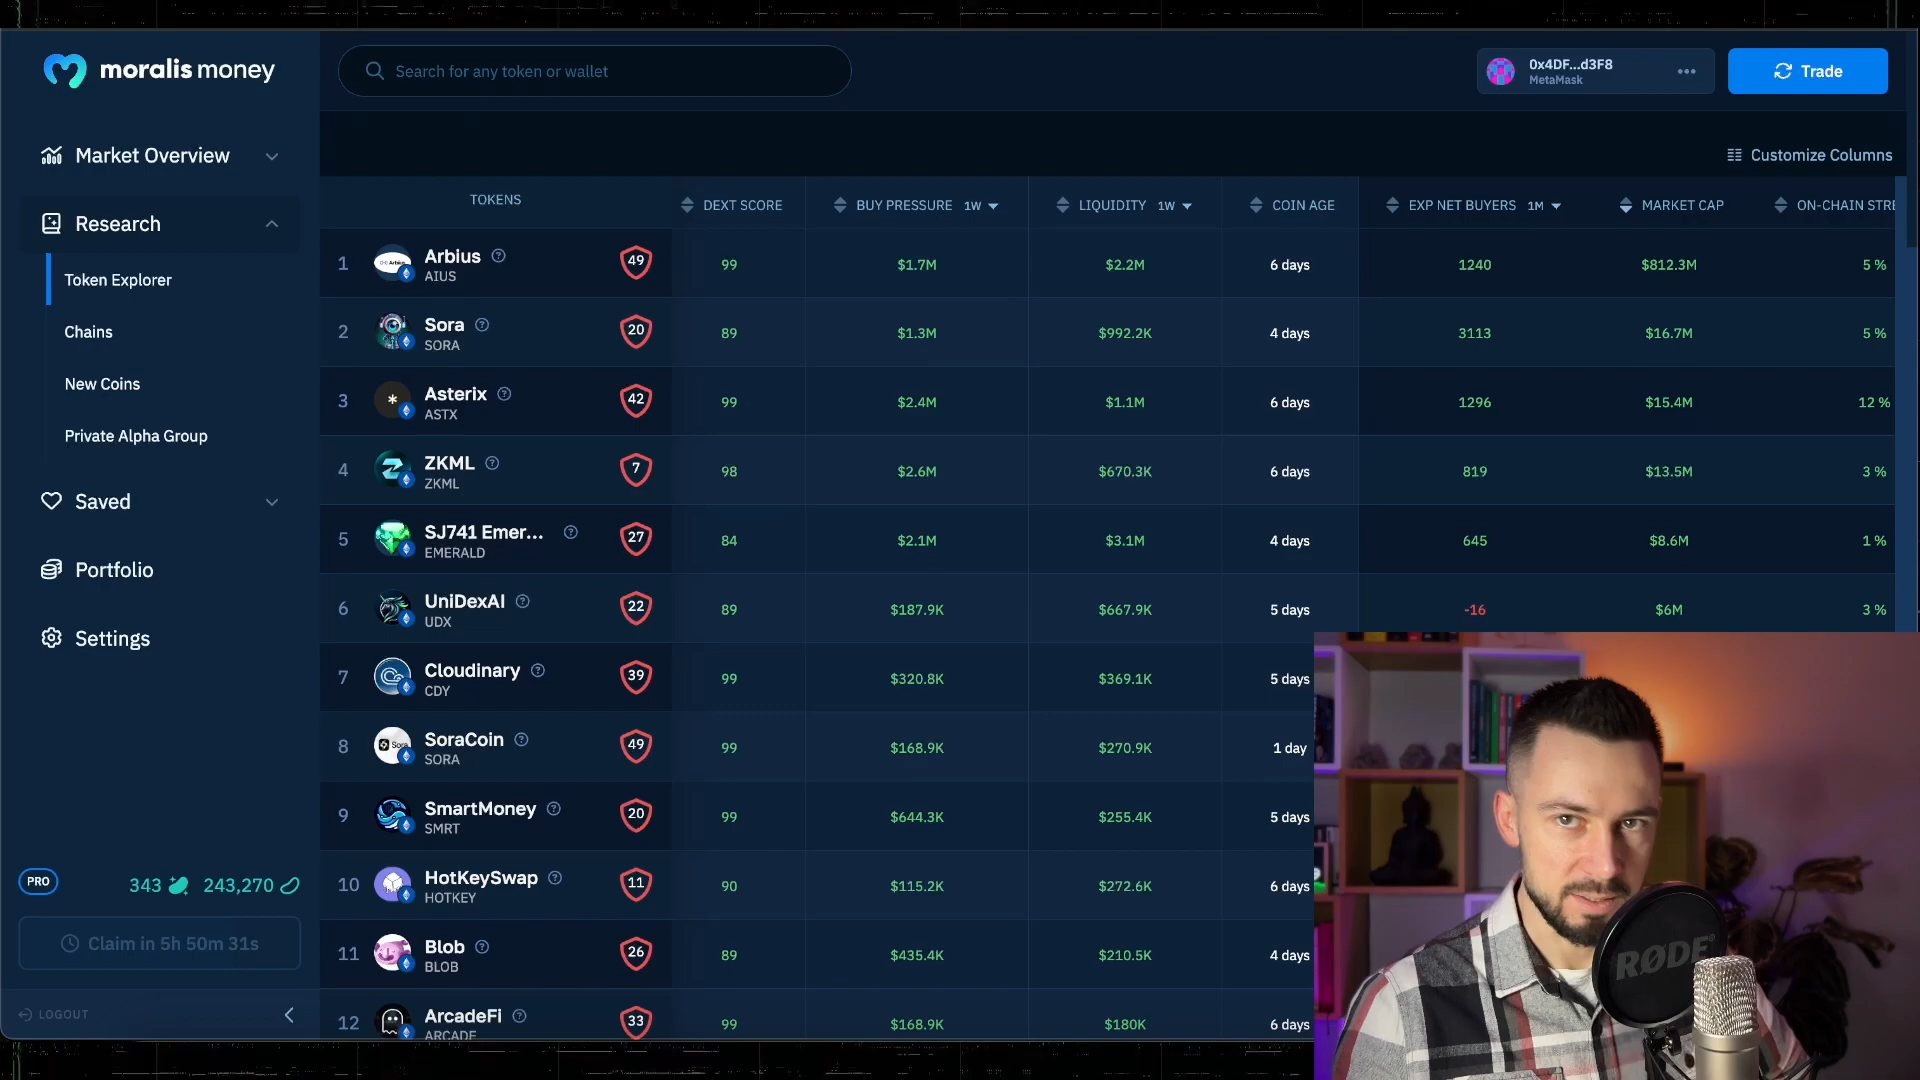 moralis money
Search for any token or wallet
0x4DF...d3F8
MetaMask
Trade
Market Overview
Research
Token Explorer
Chains
New Coins
Private Alpha Group
Saved
Portfolio
Settings
PRO
343
243,270
Claim in 5h 50m 31s
LOGOUT
Customize Columns
TOKENS DEXT SCORE BUY PRESSURE 1W LIQUIDITY 1W COIN AGE EXP NET BUYERS 1M MARKET CAP ON-CHAIN STRE
1 Arbius AIUS 49 99 $1.7M $2.2M 6 days 1240 $812.3M 5 %
2 Sora SORA 20 89 $1.3M $992.2K 4 days 3113 $16.7M 5 %
3 Asterix ASTX 42 99 $2.4M $1.1M 6 days 1296 $15.4M 12 %
4 ZKML ZKML 7 98 $2.6M $670.3K 6 days 819 $13.5M 3 %
5 SJ741 Emer... EMERALD 27 84 $2.1M $3.1M 4 days 645 $8.6M 1 %
6 UniDexAI UDX 22 89 $187.9K $667.9K 5 days -16 $6M 3 %
7 Cloudinary CDY 39 99 $320.8K $369.1K 5 days
8 SoraCoin SORA 49 99 $168.9K $270.9K 1 day
9 SmartMoney SMRT 20 99 $644.3K $255.4K 5 days
10 HotKeySwap HOTKEY 11 90 $115.2K $272.6K 6 days
11 Blob BLOB 26 89 $435.4K $210.5K 4 days
12 ArcadeFi ARCADE 33 99 $168.9K $180K 6 days
RØDE